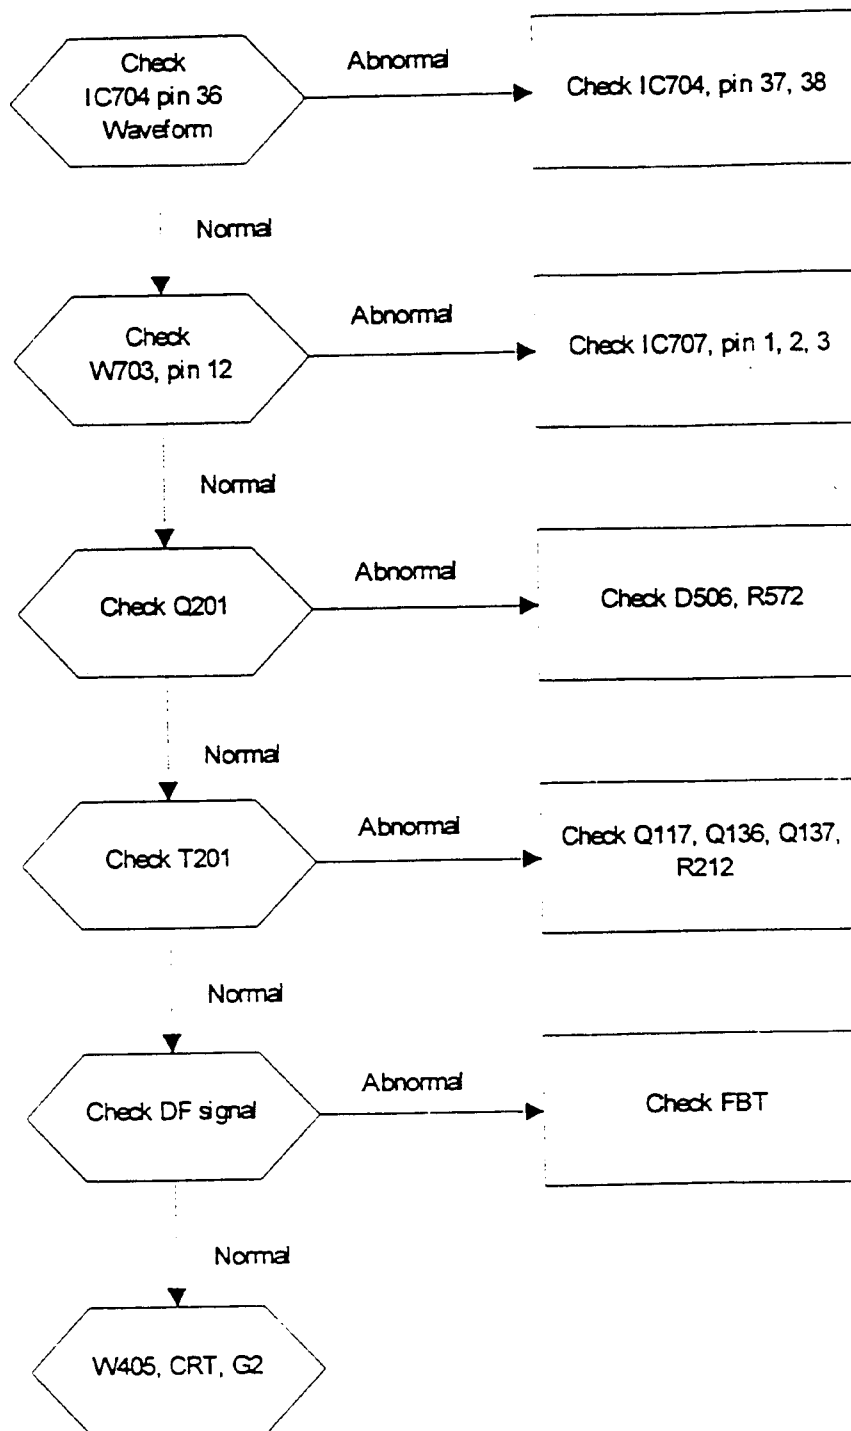 Check
IC704 pin 36
Waveform
Abnormal
Check IC704, pin 37, 38
Normal
Check
W703, pin 12
Abnormal
Check IC707, pin 1, 2, 3
Normal
Check Q201
Abnormal
Check D506, R572
Normal
Check T201
Abnormal
Check Q117, Q136, Q137,
R212
Normal
Check DF signal
Abnormal
Check FBT
Normal
W405, CRT, G2